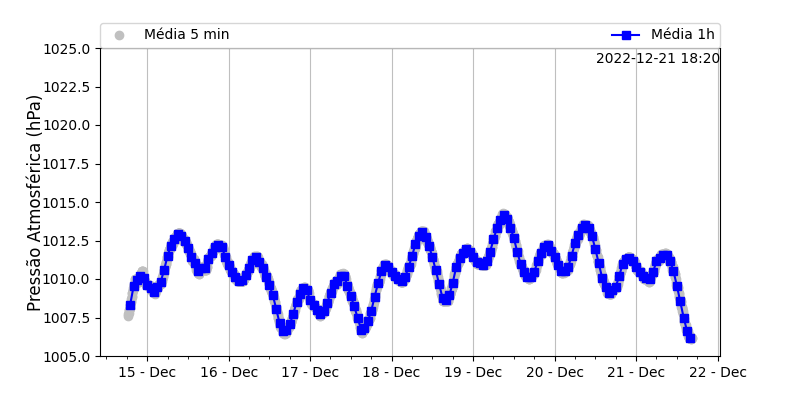 Média 5 min
Média 1h
2022-12-21 18:20
Pressão Atmosférica (hPa)
1025.0
1022.5
1020.0
1017.5
1015.0
1012.5
1010.0
1007.5
1005.0
15 - Dec
16 - Dec
17 - Dec
18 - Dec
19 - Dec
20 - Dec
21 - Dec
22 - Dec